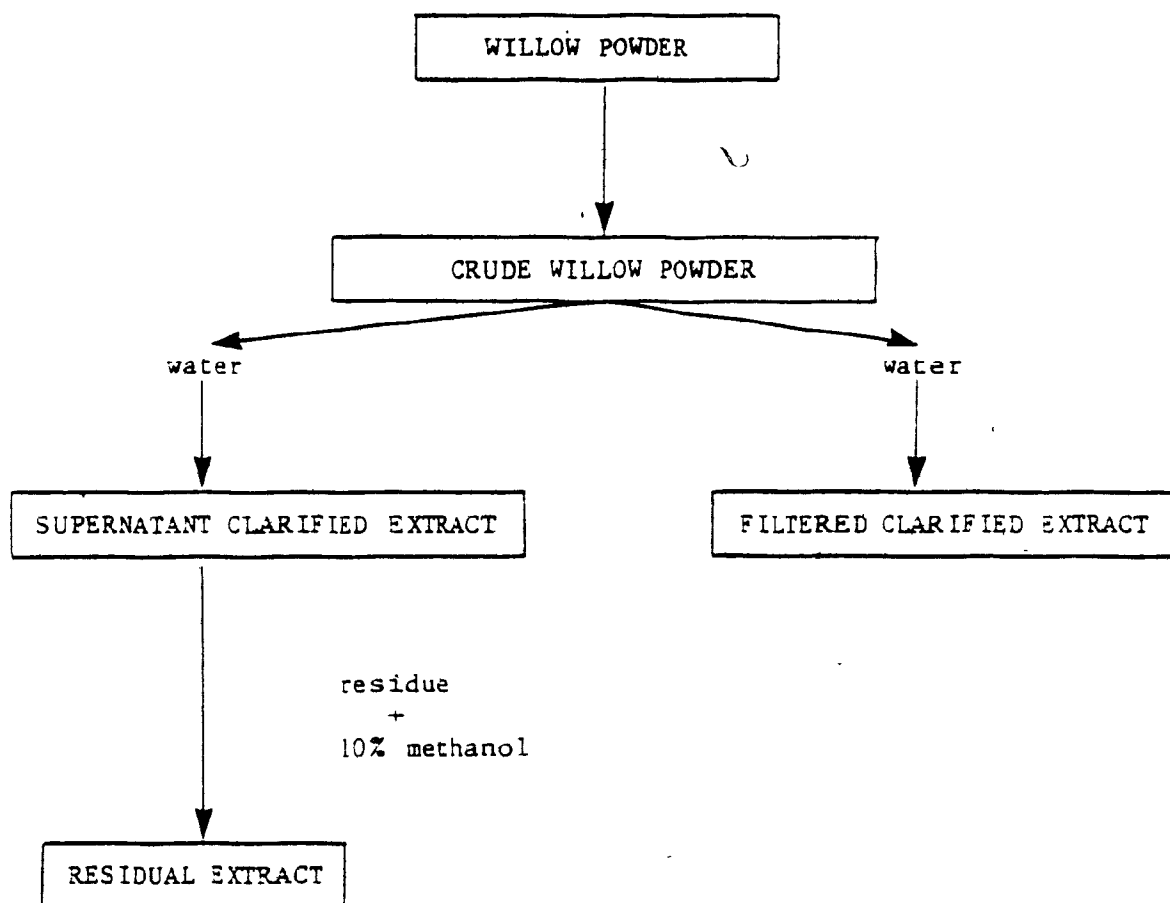 WILLOW POWDER
CRUDE WILLOW POWDER
water
water
SUPERNATANT CLARIFIED EXTRACT
FILTERED CLARIFIED EXTRACT
residue
+
10% methanol
RESIDUAL EXTRACT